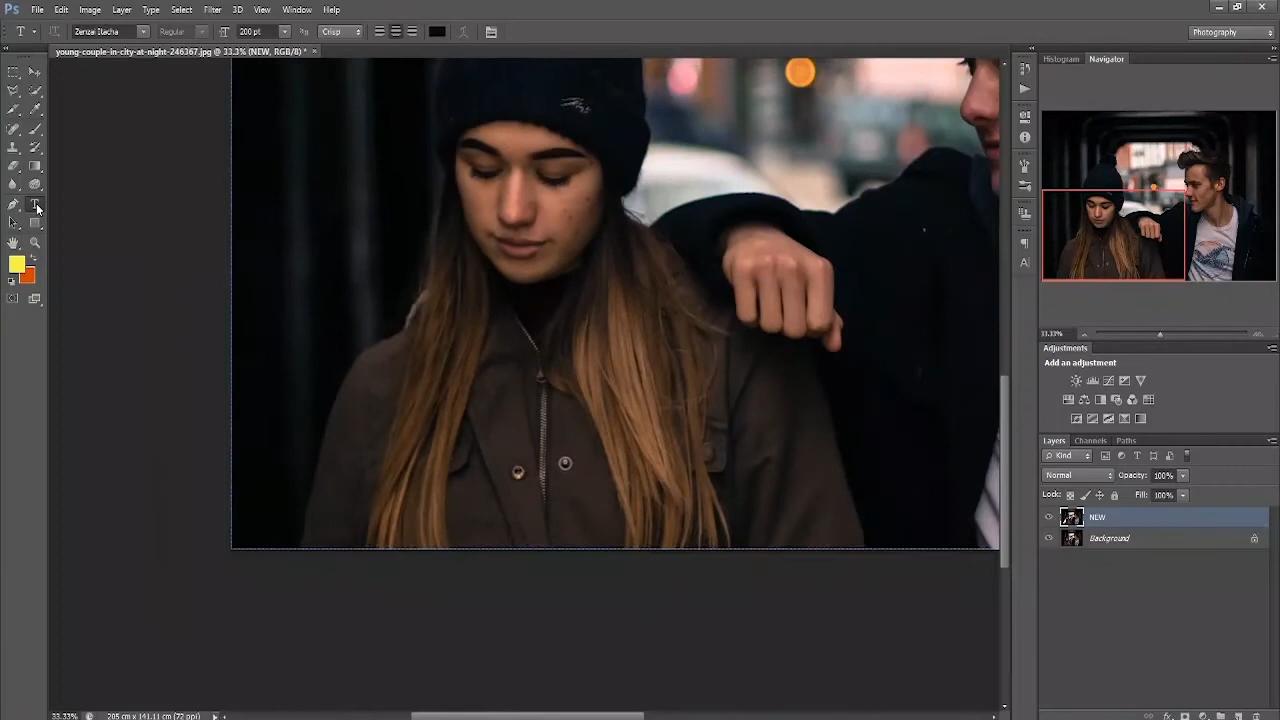 Ps File Edit Image Layer Type Select Filter 3D View Window Help
T Zenzai Itacha Regular 200 pt Crisp Photography
young-couple-in-city-at-night-246367.jpg @ 33.3% (NEW, RGB/8) *
Histogram Navigator
33.33%
Adjustments
Add an adjustment
Layers Channels Paths
Kind
Normal Opacity: 100%
Lock: Fill: 100%
NEW
Background
33.33% 205 cm x 141.11 cm (72 ppi)